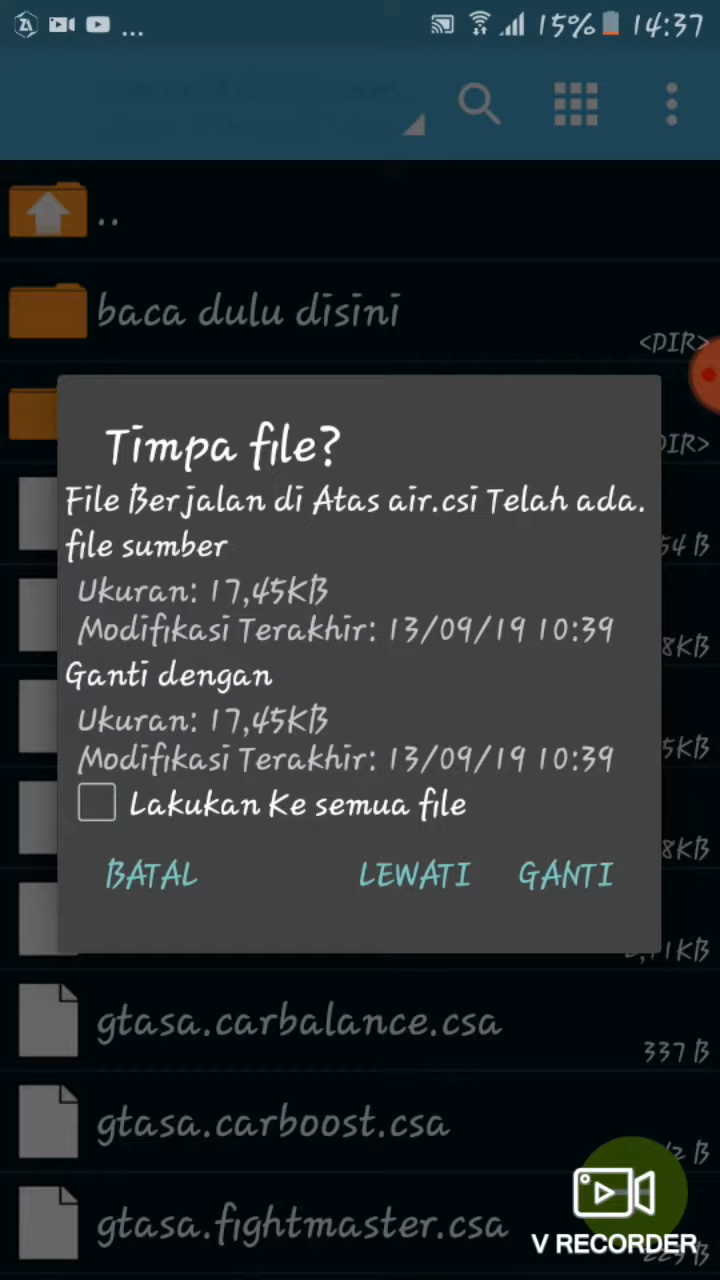 ... 15% 14:37
..
baca dulu disini
<DIR>
Timpa file?
File Berjalan di Atas air.csi Telah ada.
file sumber
Ukuran: 17,45KB
Modifikasi Terakhir: 13/09/19 10:39
Ganti dengan
Ukuran: 17,45KB
Modifikasi Terakhir: 13/09/19 10:39
Lakukan Ke semua file
BATAL LEWATI GANTI
gtasa.carbalance.csa
337 B
gtasa.carboost.csa
gtasa.fightmaster.csa
V RECORDER